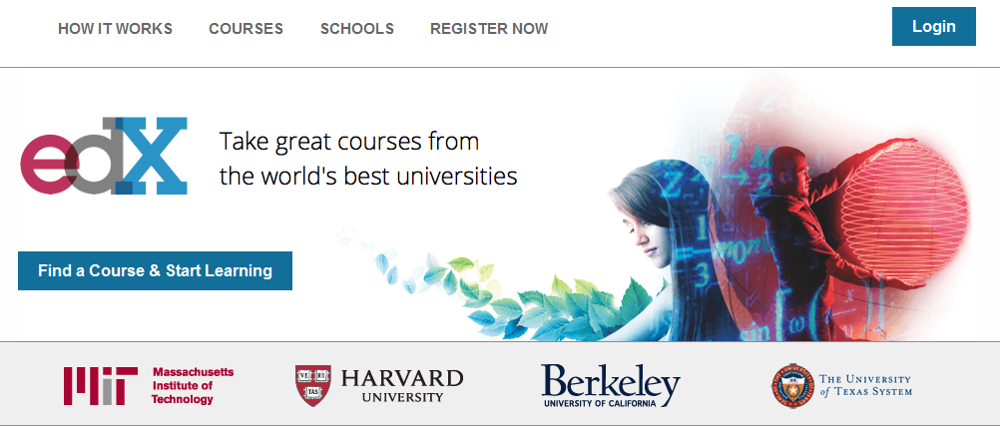 HOW IT WORKS COURSES SCHOOLS REGISTER NOW Login
edX
Take great courses from
the world's best universities
Find a Course & Start Learning
MIT
Massachusetts
Institute of
Technology
VE RI
TAS
HARVARD
UNIVERSITY
Berkeley
UNIVERSITY OF CALIFORNIA
THE UNIVERSITY
of TEXAS SYSTEM